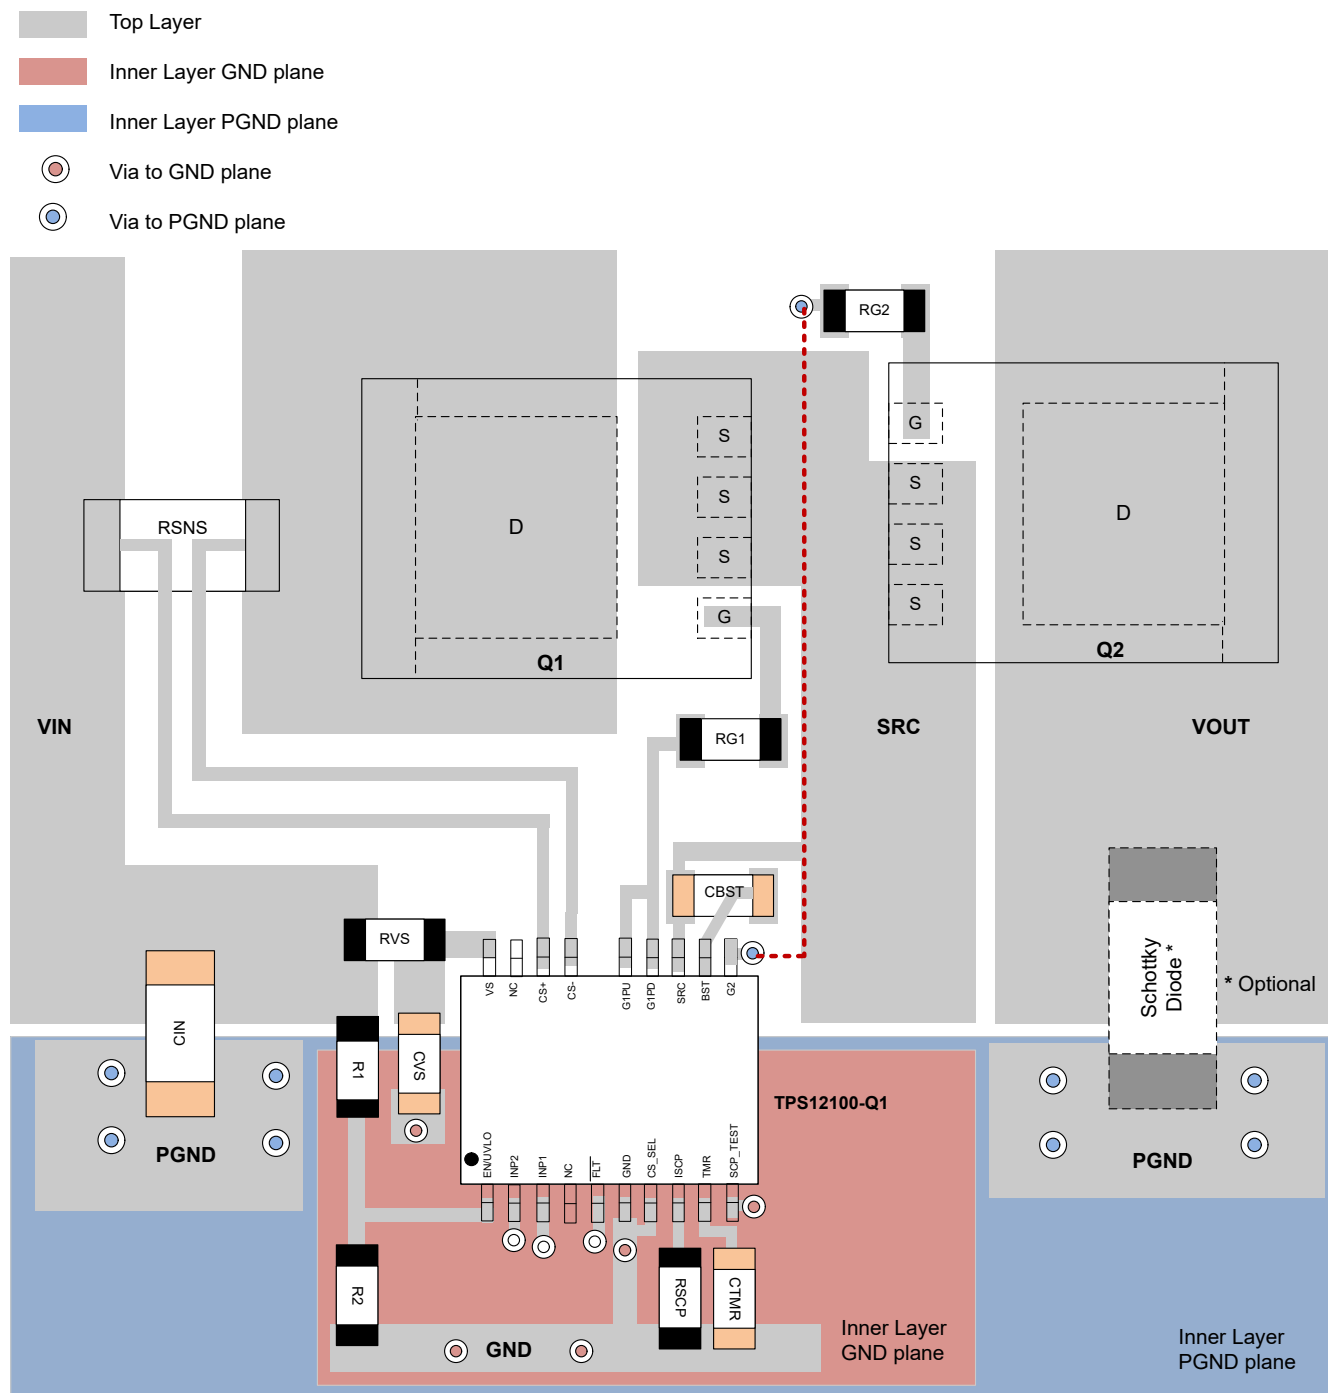 Top Layer
Inner Layer GND plane
Inner Layer PGND plane
Via to GND plane
Via to PGND plane
RG2
S
S
S
G
D
Q1
G
S
S
S
D
Q2
RSNS
VIN
RG1
SRC
VOUT
CBST
RVS
Schottky
Diode *
* Optional
VS
NC
CS+
CS-
G1PU
G1PD
SRC
BST
G2
CIN
R1
CVS
TPS12100-Q1
PGND
PGND
EN/UVLO
INP2
INP1
NC
FLT
GND
CS_SEL
ISCP
TMR
SCP_TEST
R2
RSCP
CTMR
GND
Inner Layer
GND plane
Inner Layer
PGND plane